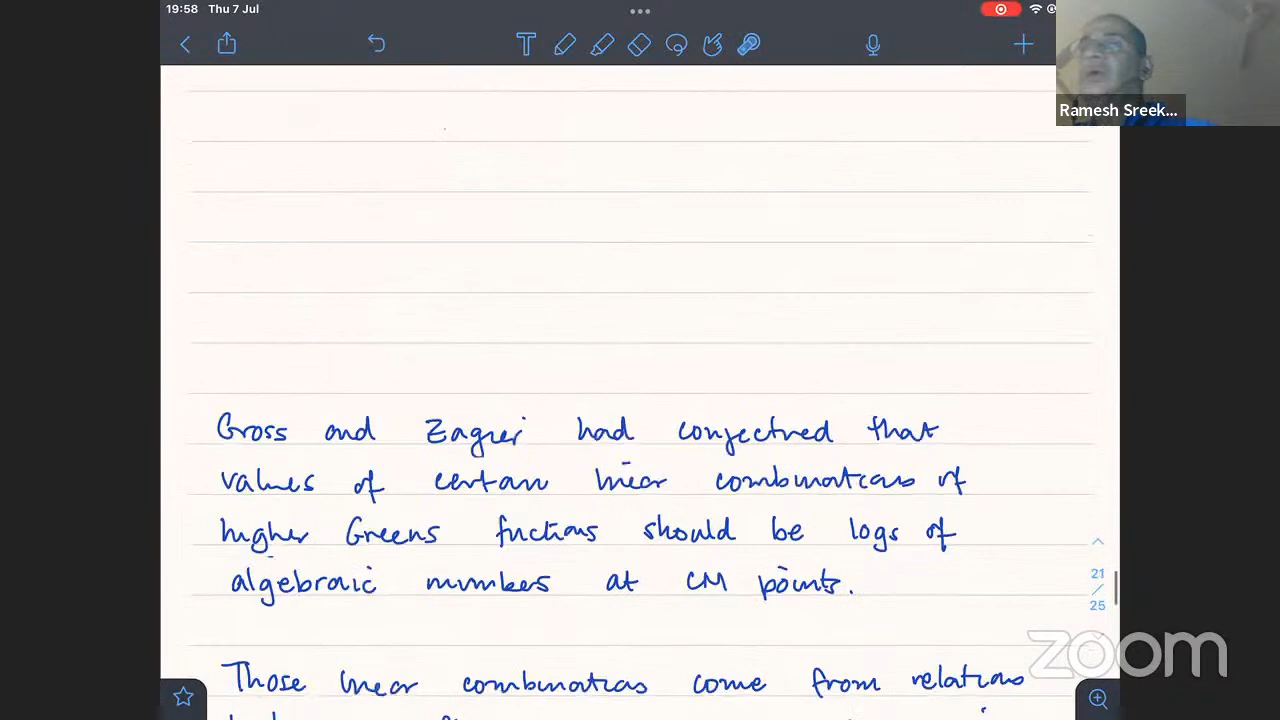 19:58 Thu 7 Jul
Ramesh Sreek...
Gross and Zagier had conjectured that
values of certain linear combinations of
higher Greens functions should be logs of
algebraic numbers at CM points.
21
/
25
zoom
Those linear combinations come from relations